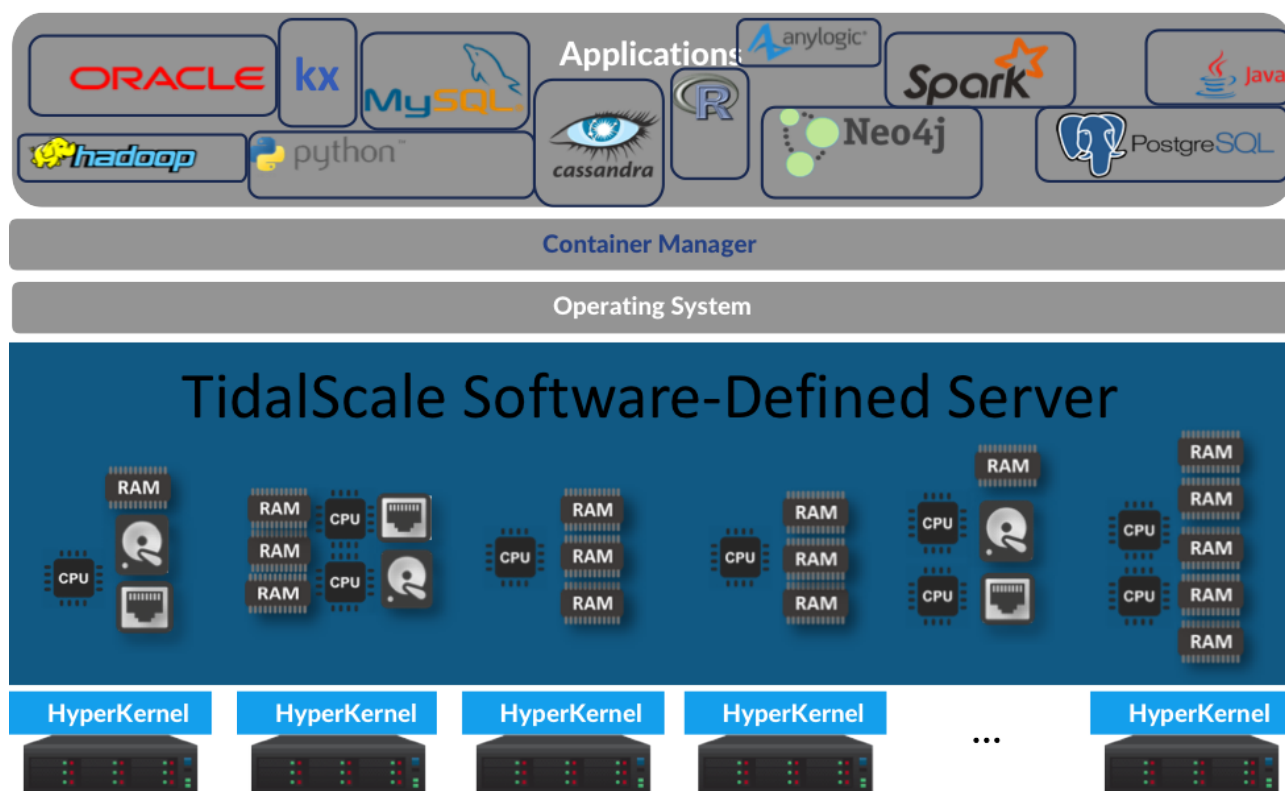 Applications
ORACLE
kx
MySQL
cassandra
R
anylogic
Spark
Java
hadoop
python™
Neo4j
PostgreSQL
Container Manager
Operating System
TidalScale Software-Defined Server
RAM
CPU
RAM
RAM
RAM
CPU
CPU
CPU
RAM
RAM
RAM
CPU
RAM
RAM
RAM
RAM
CPU
CPU
CPU
CPU
RAM
RAM
RAM
RAM
RAM
HyperKernel
HyperKernel
HyperKernel
HyperKernel
...
HyperKernel